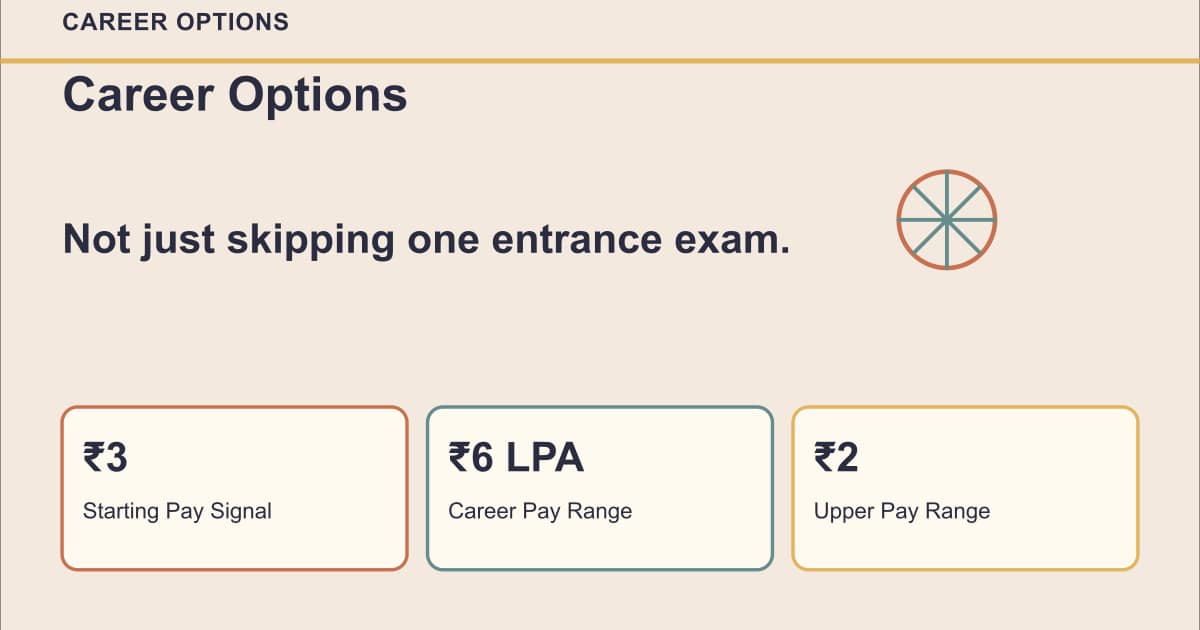 CAREER OPTIONS
Career Options
Not just skipping one entrance exam.
₹3
Starting Pay Signal
₹6 LPA
Career Pay Range
₹2
Upper Pay Range